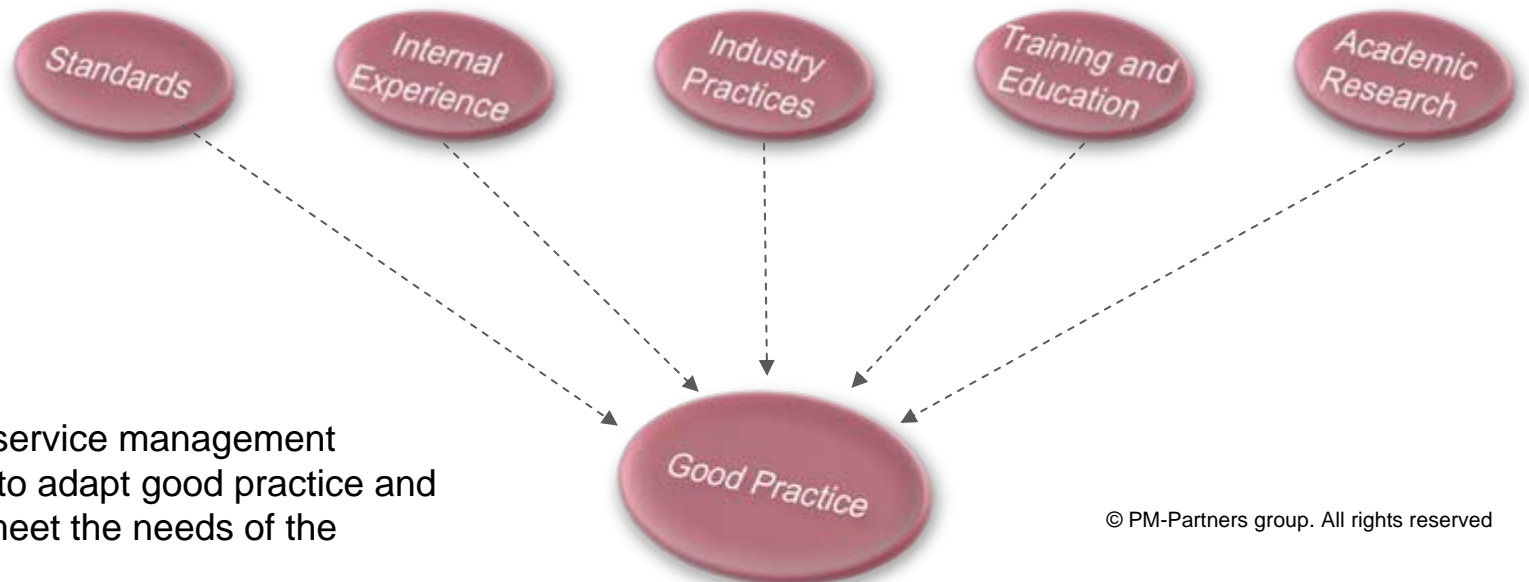 Standards
Internal
Experience
Industry
Practices
Training and
Education
Academic
Research
Good Practice
service management
to adapt good practice and
meet the needs of the
© PM-Partners group. All rights reserved